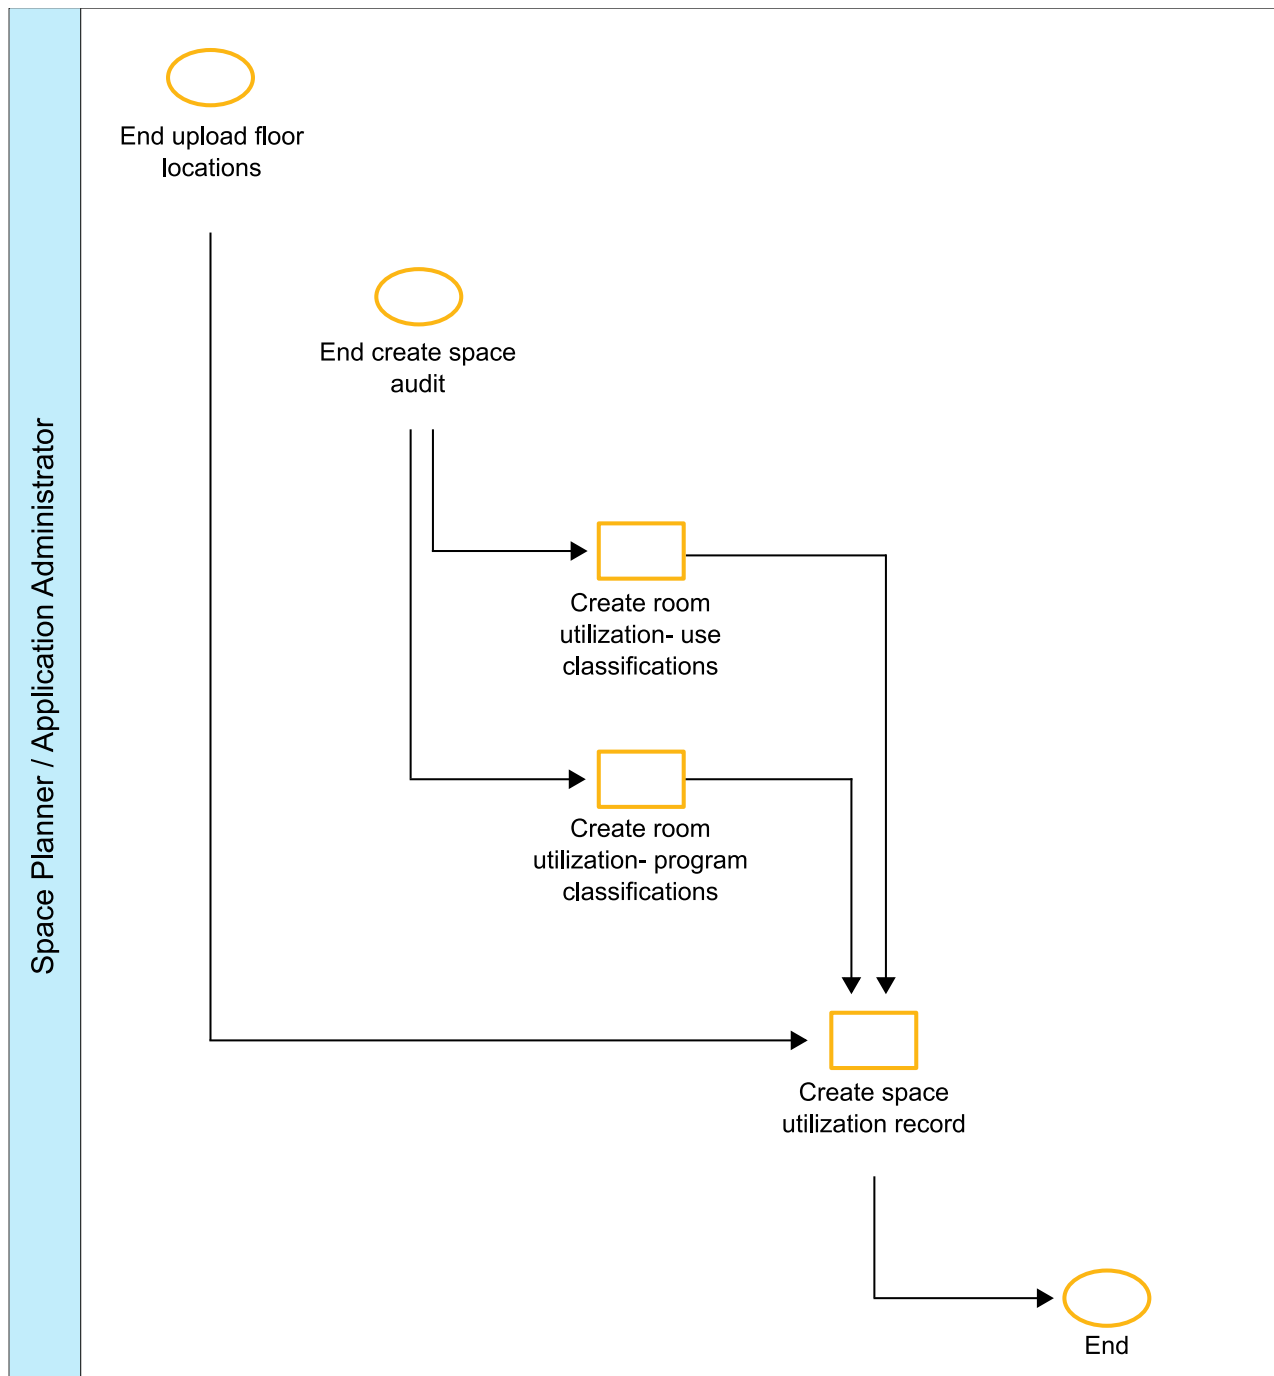 Space Planner / Application Administrator
End upload floor
locations
End create space
audit
Create room
utilization- use
classifications
Create room
utilization- program
classifications
Create space
utilization record
End